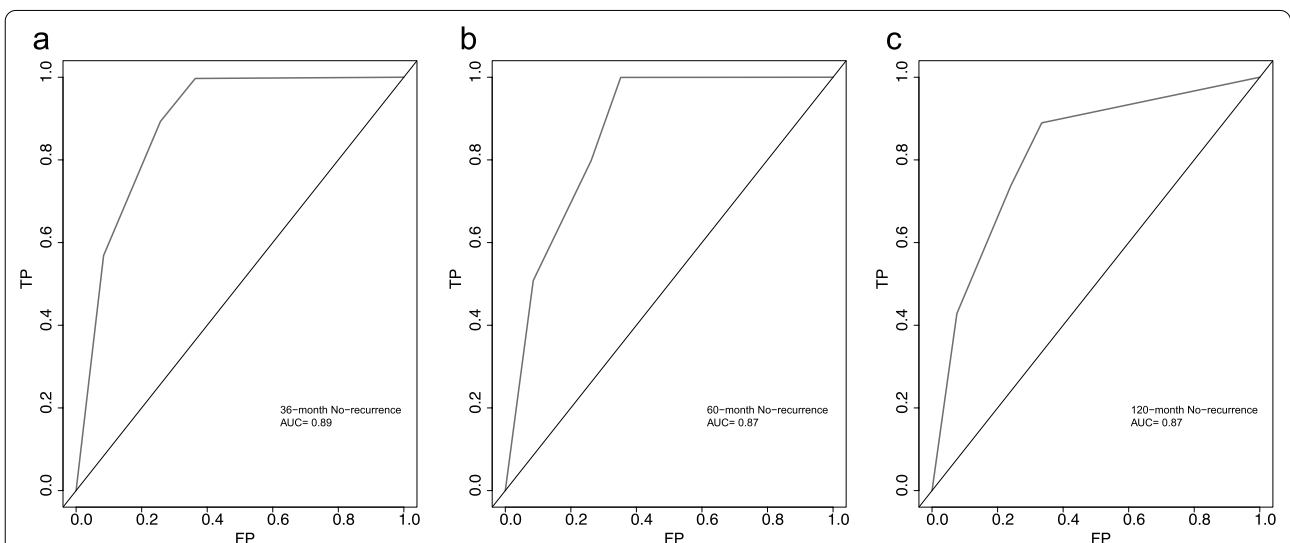 a
1.0
0.8
0.6
0.4
0.2
0.0
TP
36-month No-recurrence
AUC= 0.89
0.0 0.2 0.4 0.6 0.8 1.0
FP
b
1.0
0.8
0.6
0.4
0.2
0.0
TP
60-month No-recurrence
AUC= 0.87
0.0 0.2 0.4 0.6 0.8 1.0
FP
c
1.0
0.8
0.6
0.4
0.2
0.0
TP
120-month No-recurrence
AUC= 0.87
0.0 0.2 0.4 0.6 0.8 1.0
FP